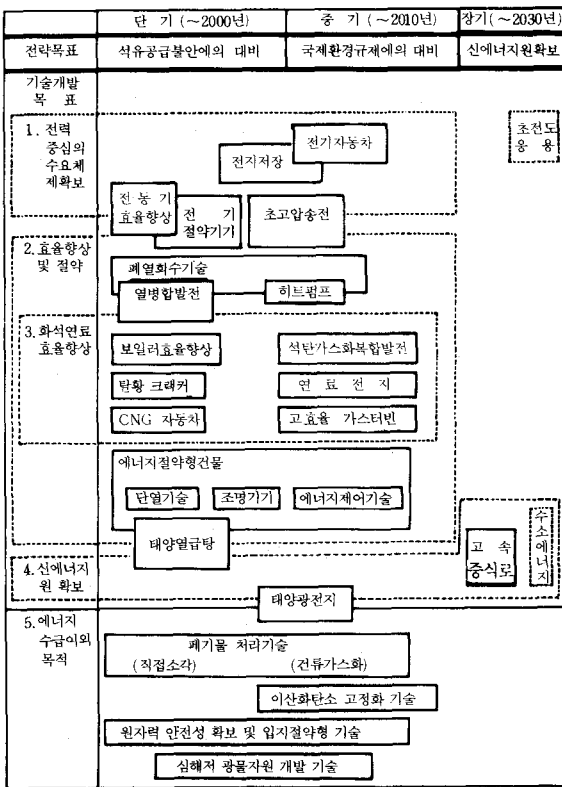 단 기 (~2000년)
중 기 (~2010년)
장기(~2030년)
전략목표
석유공급불안에의 대비
국제환경규제에의 대비
신에너지원확보
기술개발
목 표
1. 전력
중심의
수요체
제확보
초전도
응 용
전기자동차
전지저장
전 동 기
효율향상
전 기
절약기기
초고압송전
2. 효율향상
및 절약
폐열회수기술
열병합발전
히트펌프
3. 화석연료
효율향상
보일러효율향상
석탄가스화복합발전
탈황 크래커
연 료 전 지
CNG 자동차
고효율 가스터빈
에너지절약형건물
단열기술
조명기기
에너지제어기술
태양열급탕
고 속
증식로
수소에너지
4. 신에너지
원 확보
태양광전지
5. 에너지
수급이외
목적
폐기물 처리기술
(직접소각)
(건류가스화)
이산화탄소 고정화 기술
원자력 안전성 확보 및 입지절약형 기술
심해저 광물자원 개발 기술